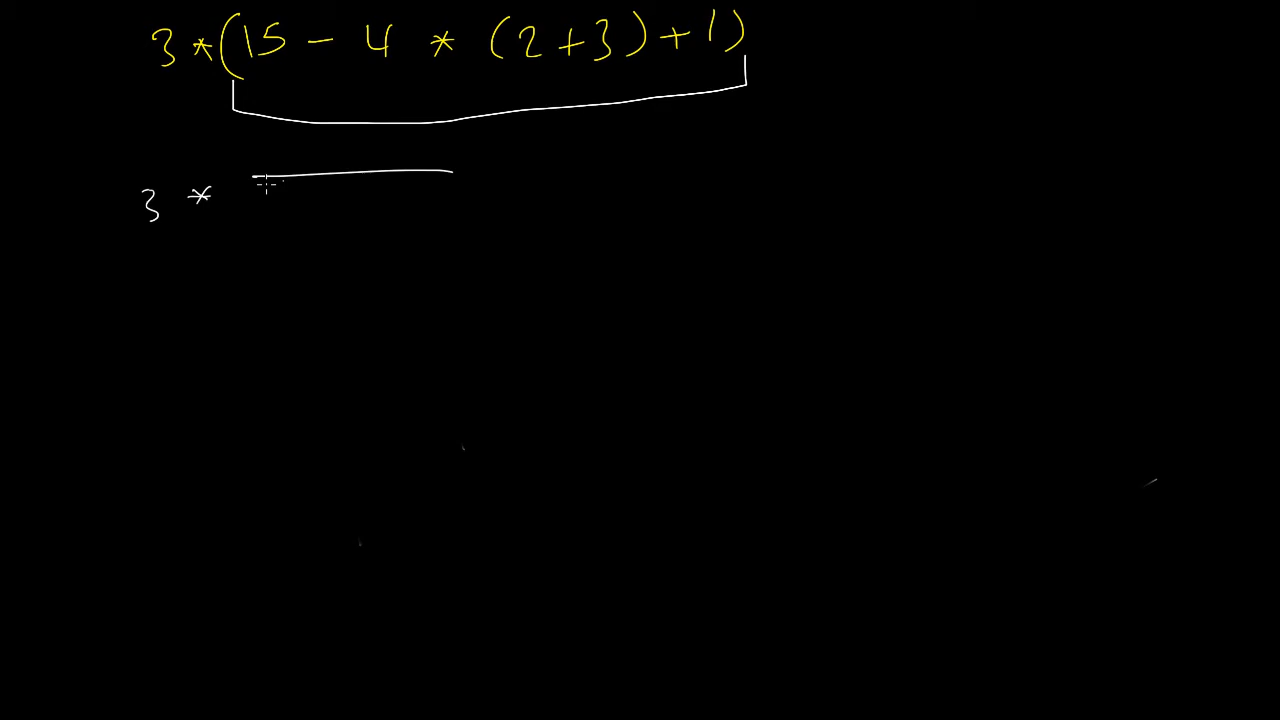 3*(15 - 4 * (2+3)+1)
3 *